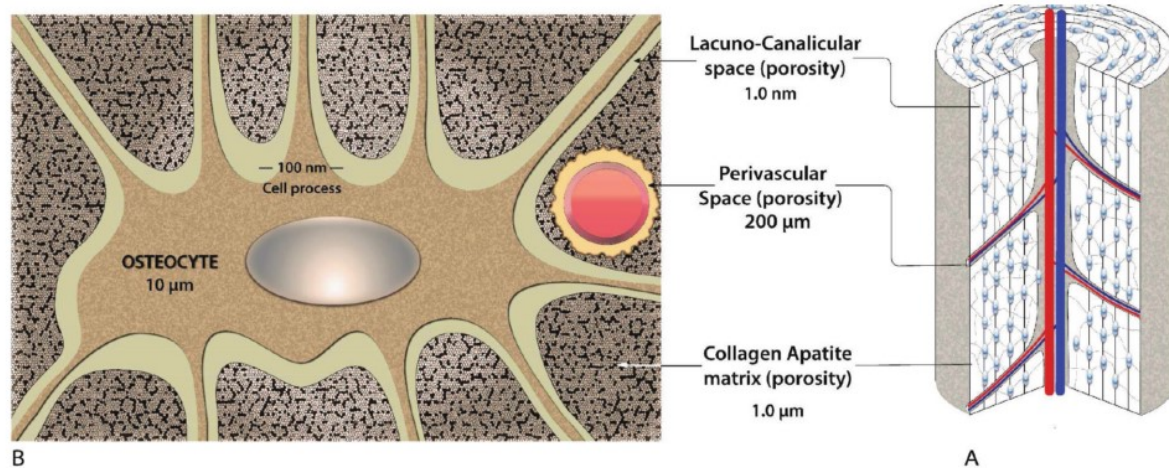 Lacuno-Canalicular
space (porosity)
1.0 nm
— 100 nm —
Cell process
Perivascular
Space (porosity)
200 μm
OSTEOCYTE
10 μm
Collagen Apatite
matrix (porosity)
1.0 μm
B
A